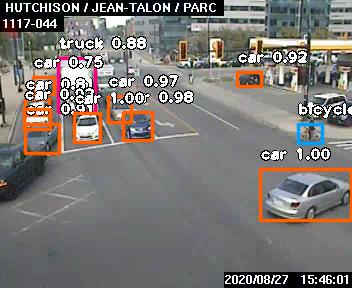 HUTCHISON / JEAN-TALON / PARC
1117-044
truck 0.88
car 0.75
car 0.92
car 0.97
car 1.00
0.98
bicycle
car 1.00
2020/08/27 15:46:01